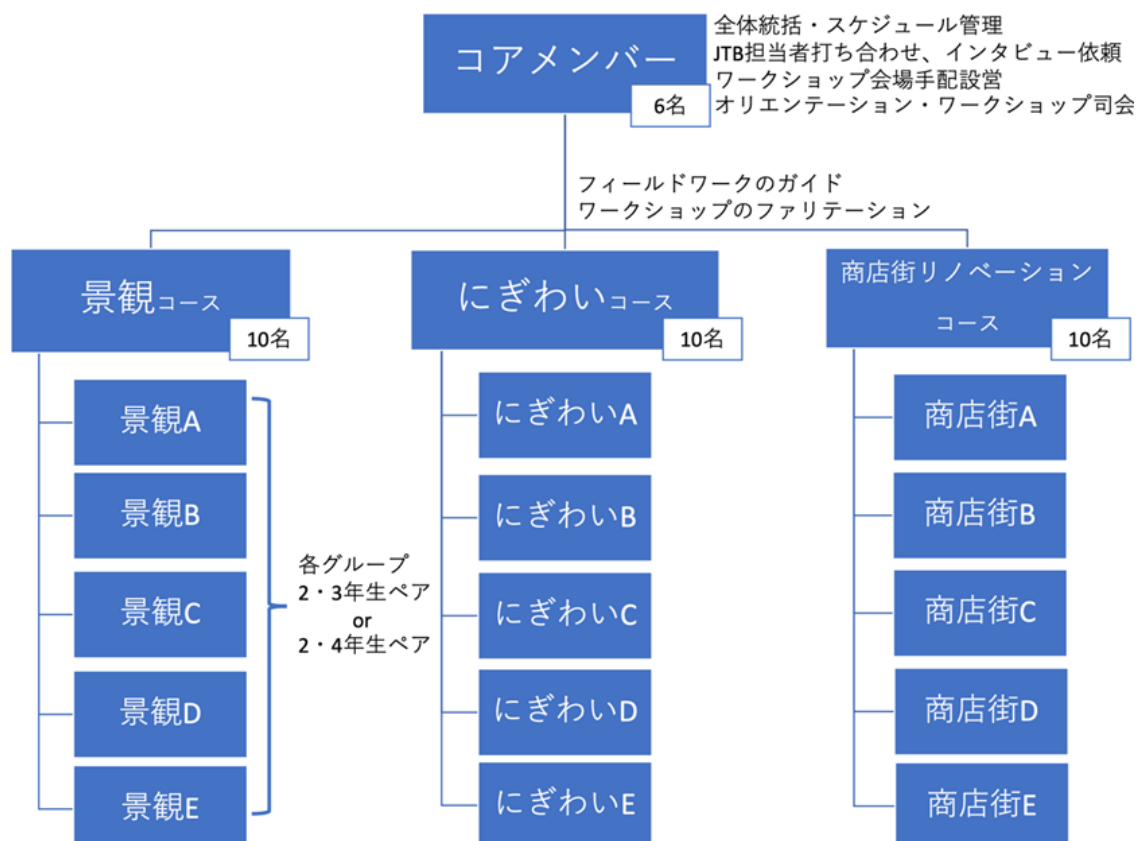 コアメンバー
6名
全体統括・スケジュール管理
JTB担当者打ち合わせ、インタビュー依頼
ワークショップ会場手配設営
オリエンテーション・ワークショップ司会
フィールドワークのガイド
ワークショップのファリテーション
景観コース
10名
景観A
景観B
景観C
景観D
景観E
各グループ
2・3年生ペア
or
2・4年生ペア
にぎわいコース
10名
にぎわいA
にぎわいB
にぎわいC
にぎわいD
にぎわいE
商店街リノベーション
コース
10名
商店街A
商店街B
商店街C
商店街D
商店街E